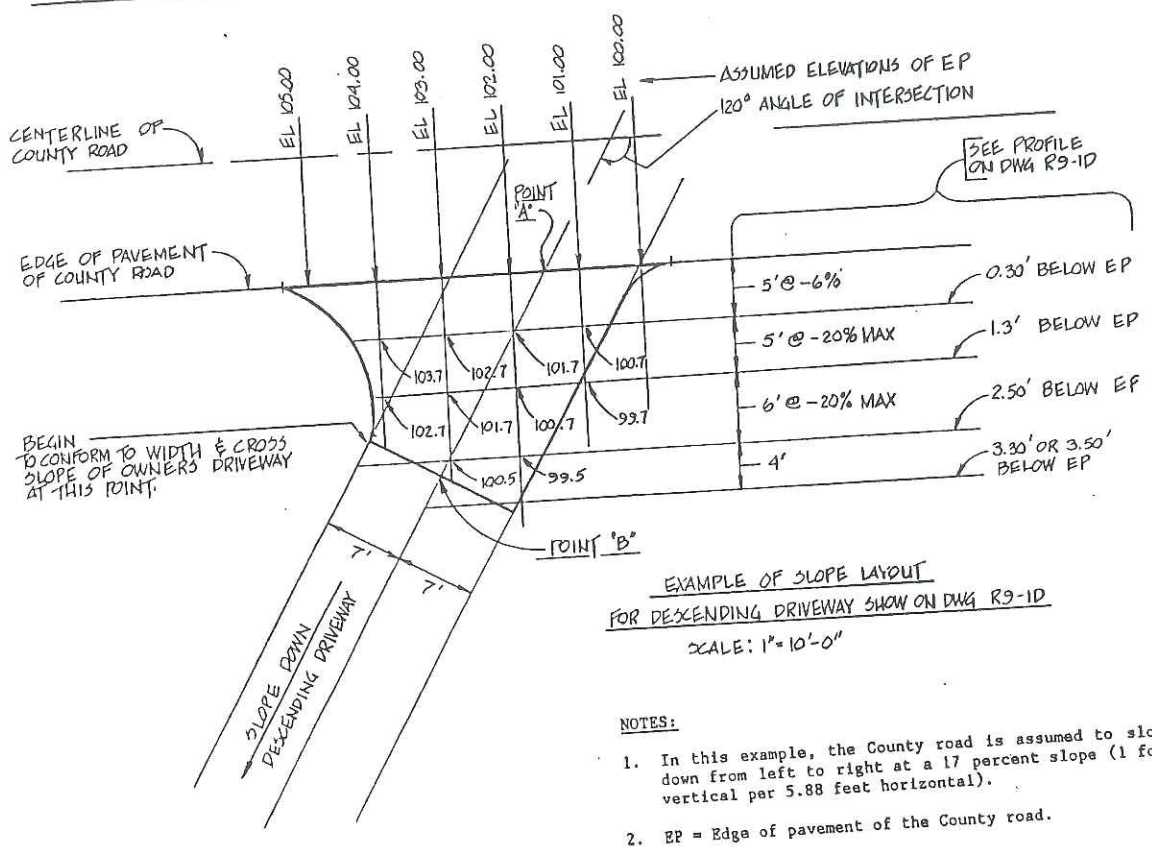 EL 105.00
EL 104.00
EL 103.00
EL 102.00
EL 101.00
EL 100.00
ASSUMED ELEVATIONS OF EP
120° ANGLE OF INTERSECTION
CENTERLINE OF
COUNTY ROAD
SEE PROFILE
ON DWG R9-1D
POINT
"A"
EDGE OF PAVEMENT
OF COUNTY ROAD
5' @ -6%
0.30' BELOW EP
5' @ -20% MAX
1.3' BELOW EP
103.7
102.7
101.7
100.7
6' @ -20% MAX
2.50' BELOW EP
102.7
101.7
100.7
99.7
BEGIN
TO CONFORM TO WIDTH & CROSS
SLOPE OF OWNERS DRIVEWAY
AT THIS POINT.
4'
3.30' OR 3.50'
BELOW EP
100.5
99.5
POINT "B"
7'
7'
SLOPE DOWN
DESCENDING DRIVEWAY
EXAMPLE OF SLOPE LAYOUT
FOR DESCENDING DRIVEWAY SHOW ON DWG R9-1D
SCALE: 1"=10'-0"
NOTES:
1. In this example, the County road is assumed to slo
down from left to right at a 17 percent slope (1 fo
vertical per 5.88 feet horizontal).
2. EP = Edge of pavement of the County road.